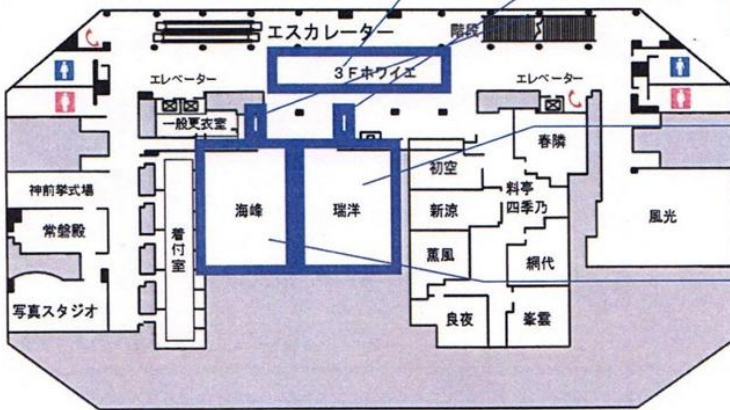 エスカレーター
階段
3Fホワイエ
エレベーター
エレベーター
一般更衣室
春隣
初空
神前挙式場
海峰
瑞洋
新涼
料亭
四季乃
風光
常磐殿
着付室
薫風
網代
写真スタジオ
良夜
峯雲